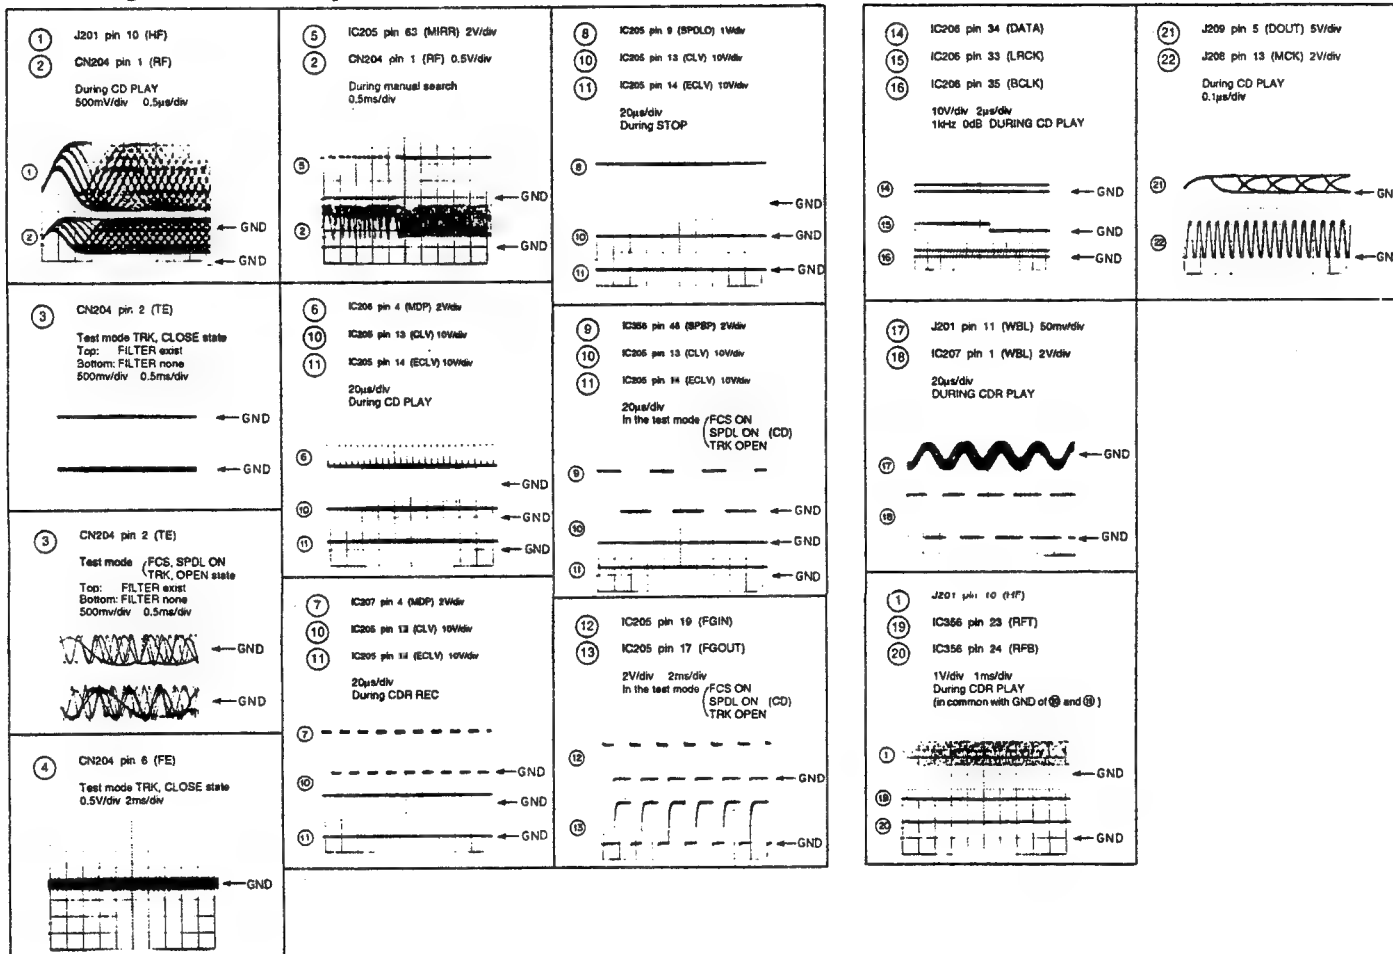 ① J201 pin 10 (HF)
② CN204 pin 1 (RF)
During CD PLAY
500mV/div 0.5µs/div
①
②
GND
GND
③ CN204 pin 2 (TE)
Test mode TRK, CLOSE state
Top: FILTER exist
Bottom: FILTER none
500mv/div 0.5ms/div
GND
GND
③ CN204 pin 2 (TE)
Test mode FCS, SPDL ON
TRK, OPEN state
Top: FILTER exist
Bottom: FILTER none
500mv/div 0.5ms/div
GND
GND
④ CN204 pin 6 (FE)
Test mode TRK, CLOSE state
0.5V/div 2ms/div
GND
⑤ IC205 pin 63 (MIRR) 2V/div
② CN204 pin 1 (RF) 0.5V/div
During manual search
0.5ms/div
⑤
GND
②
GND
⑥ IC206 pin 4 (MDP) 2V/div
⑩ IC205 pin 13 (CLV) 10V/div
⑪ IC205 pin 14 (ECLV) 10V/div
20µs/div
During CD PLAY
⑥
GND
⑩
GND
⑪
GND
⑦ IC207 pin 4 (MDP) 2V/div
⑩ IC205 pin 13 (CLV) 10V/div
⑪ IC205 pin 14 (ECLV) 10V/div
20µs/div
During CDR REC
⑦
GND
⑩
GND
⑪
GND
⑧ IC205 pin 9 (SPDLO) 1V/div
⑩ IC205 pin 13 (CLV) 10V/div
⑪ IC205 pin 14 (ECLV) 10V/div
20µs/div
During STOP
⑧
GND
⑩
GND
⑪
GND
⑨ IC356 pin 48 (SPSP) 2V/div
⑩ IC205 pin 13 (CLV) 10V/div
⑪ IC205 pin 14 (ECLV) 10V/div
20µs/div
In the test mode FCS ON
SPDL ON (CD)
TRK OPEN
⑨
GND
⑩
GND
⑪
GND
⑫ IC205 pin 19 (FGIN)
⑬ IC205 pin 17 (FGOUT)
2V/div 2ms/div
In the test mode FCS ON
SPDL ON (CD)
TRK OPEN
⑫
GND
⑬
GND
⑭ IC206 pin 34 (DATA)
⑮ IC206 pin 33 (LRCK)
⑯ IC206 pin 35 (BCLK)
10V/div 2µs/div
1kHz 0dB DURING CD PLAY
⑭
GND
⑮
GND
⑯
GND
⑰ J201 pin 11 (WBL) 50mv/div
⑱ IC207 pin 1 (WBL) 2V/div
20µs/div
DURING CDR PLAY
⑰
GND
⑱
GND
① J201 pin 10 (HF)
⑲ IC356 pin 23 (RFT)
⑳ IC356 pin 24 (RFB)
1V/div 1ms/div
During CDR PLAY
(in common with GND of and )
①
GND
⑲
⑳
GND
㉑ J209 pin 5 (DOUT) 5V/div
㉒ J208 pin 13 (MCK) 2V/div
During CD PLAY
0.1µs/div
㉑
㉒